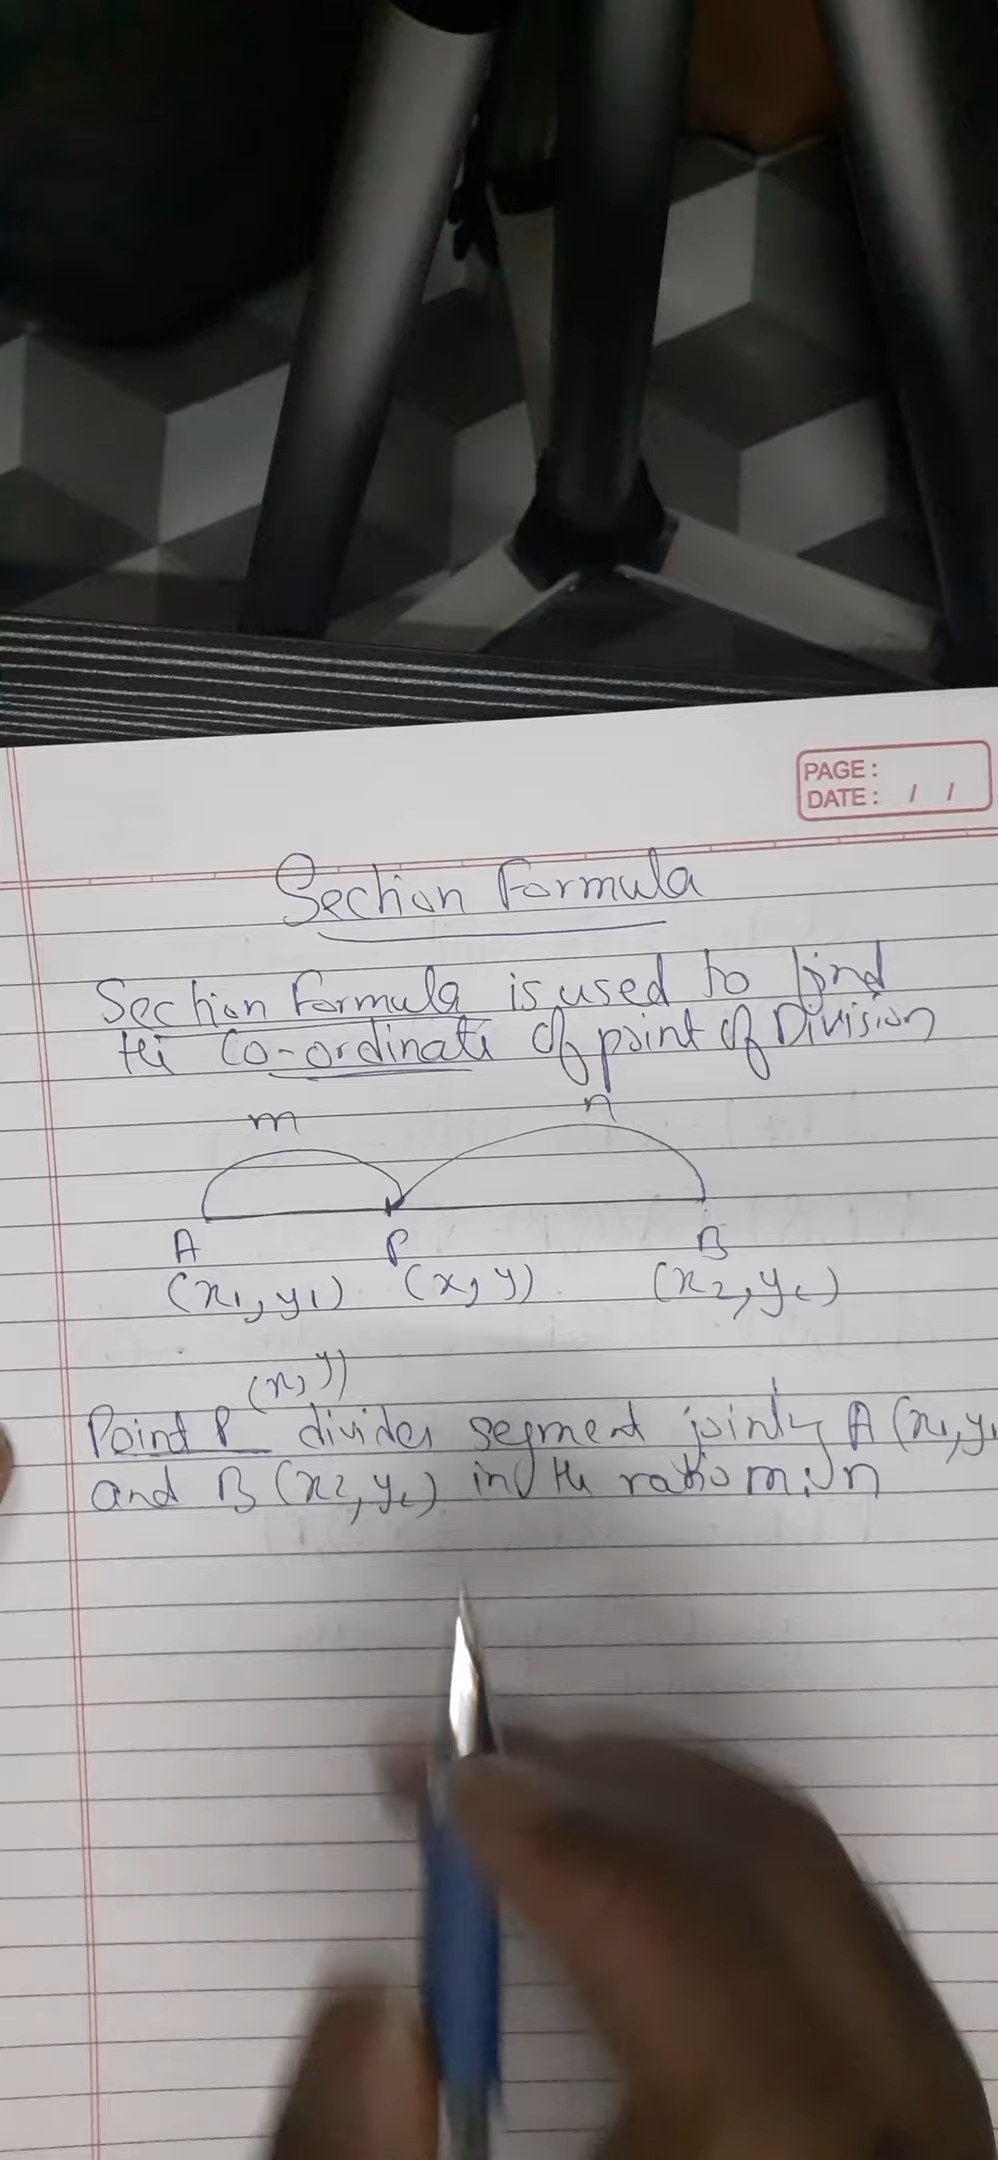 PAGE :
DATE : / /
Section Formula
Section Formula is used to find
the Co-ordinate of point of Division
m n
A P B
(x1, y1) (x, y) (x2, y2)
(x, y)
Point P divides segment joining A (x1, y1
and B (x2, y2) in the ratio m:n